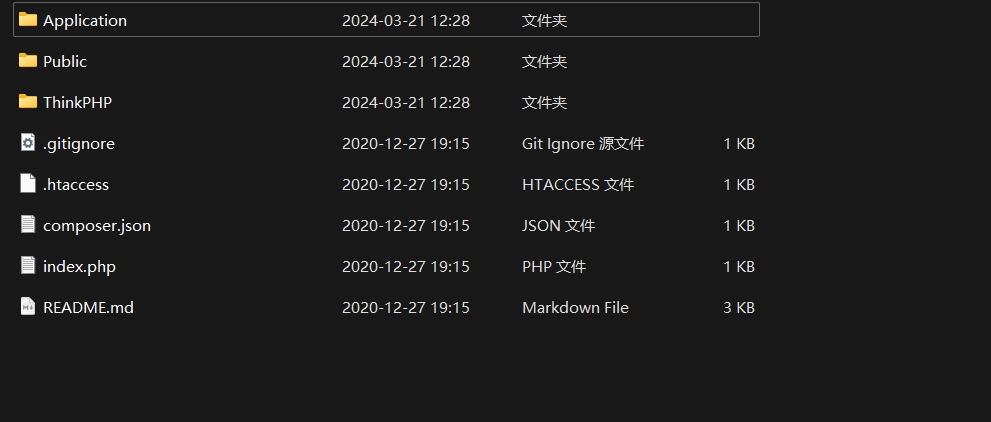 Application 2024-03-21 12:28 文件夹
Public 2024-03-21 12:28 文件夹
ThinkPHP 2024-03-21 12:28 文件夹
.gitignore 2020-12-27 19:15 Git Ignore 源文件 1 KB
.htaccess 2020-12-27 19:15 HTACCESS 文件 1 KB
composer.json 2020-12-27 19:15 JSON 文件 1 KB
index.php 2020-12-27 19:15 PHP 文件 1 KB
README.md 2020-12-27 19:15 Markdown File 3 KB